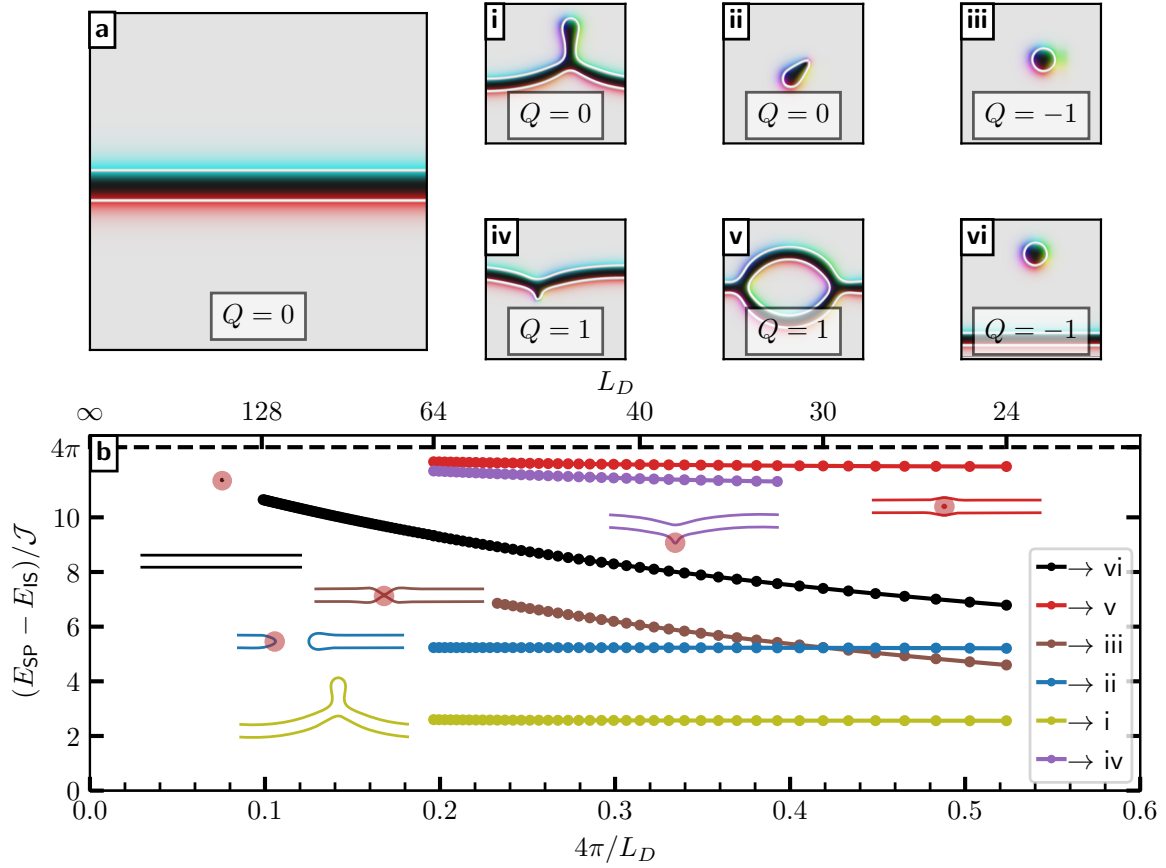 a
i
ii
iii
Q = 0
Q = 0
Q = −1
iv
v
vi
Q = 0
Q = 1
Q = 1
Q = −1
L_D
∞ 128 64 40 30 24
b
4π
10
8
6
4
2
0
(E_SP − E_IS)/𝒥
→ vi
→ v
→ iii
→ ii
→ i
→ iv
0.0 0.1 0.2 0.3 0.4 0.5 0.6
4π/L_D